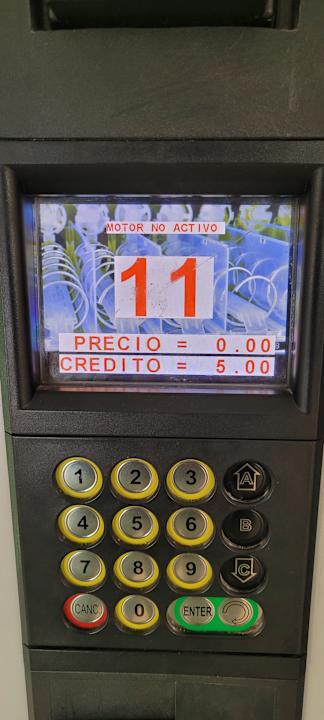 MOTOR NO ACTIVO
11
PRECIO = 0.00
CREDITO = 5.00
1 2 3 A
4 5 6 B
7 8 9 C
CANC 0 ENTER